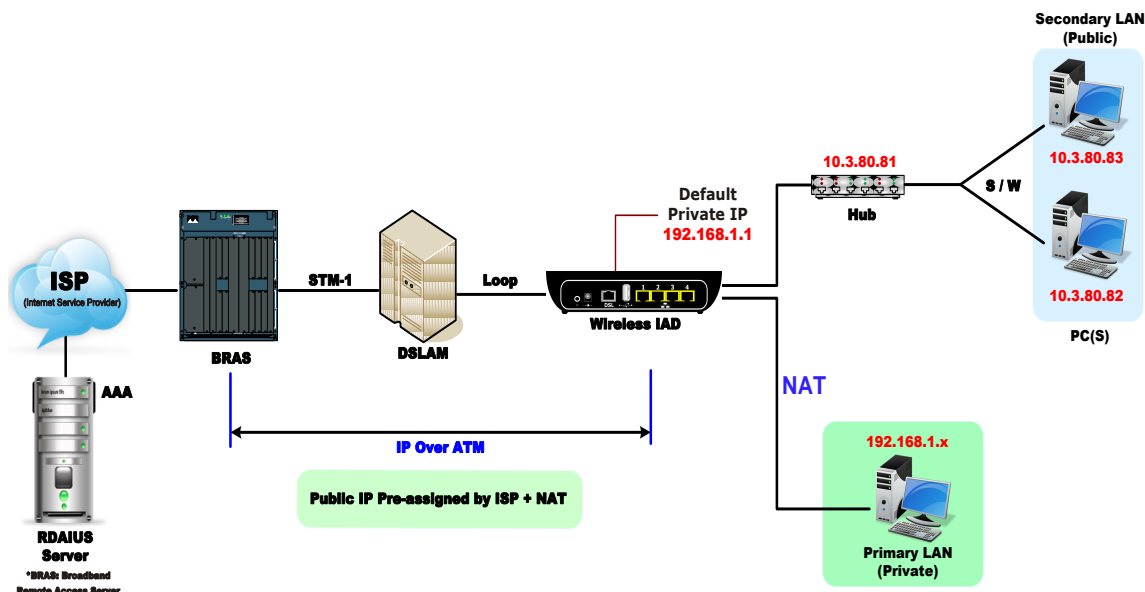 Secondary LAN
(Public)
10.3.80.83
10.3.80.81
S / W
Hub
10.3.80.82
PC(S)
Default
Private IP
192.168.1.1
ISP
(Internet Service Provider)
STM-1
Loop
1 2 3 4
DSL
Wireless IAD
BRAS
DSLAM
AAA
NAT
IP Over ATM
192.168.1.x
Public IP Pre-assigned by ISP + NAT
RDAIUS
Server
Primary LAN
(Private)
*BRAS: Broadband
Remote Access Server